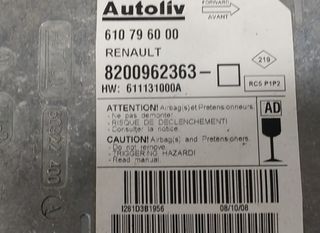 Autoliv
FORWARD
AVANT
610 79 60 00
RENAULT
8200962363-
219
RC5 P1P2
HW: 611131000A
ATTENTION! Airbag(s) et Pretensionneurs
- Ne pas demonter.
- RISQUE DE DECLENCHEMENT!
- Consulter la notice.
AD
CAUTION! Airbag(s) and Pretensioners.
- Do not remove.
- TRIGGERING HAZARD!
- Read manual.
I281D3B1956
08/10/08